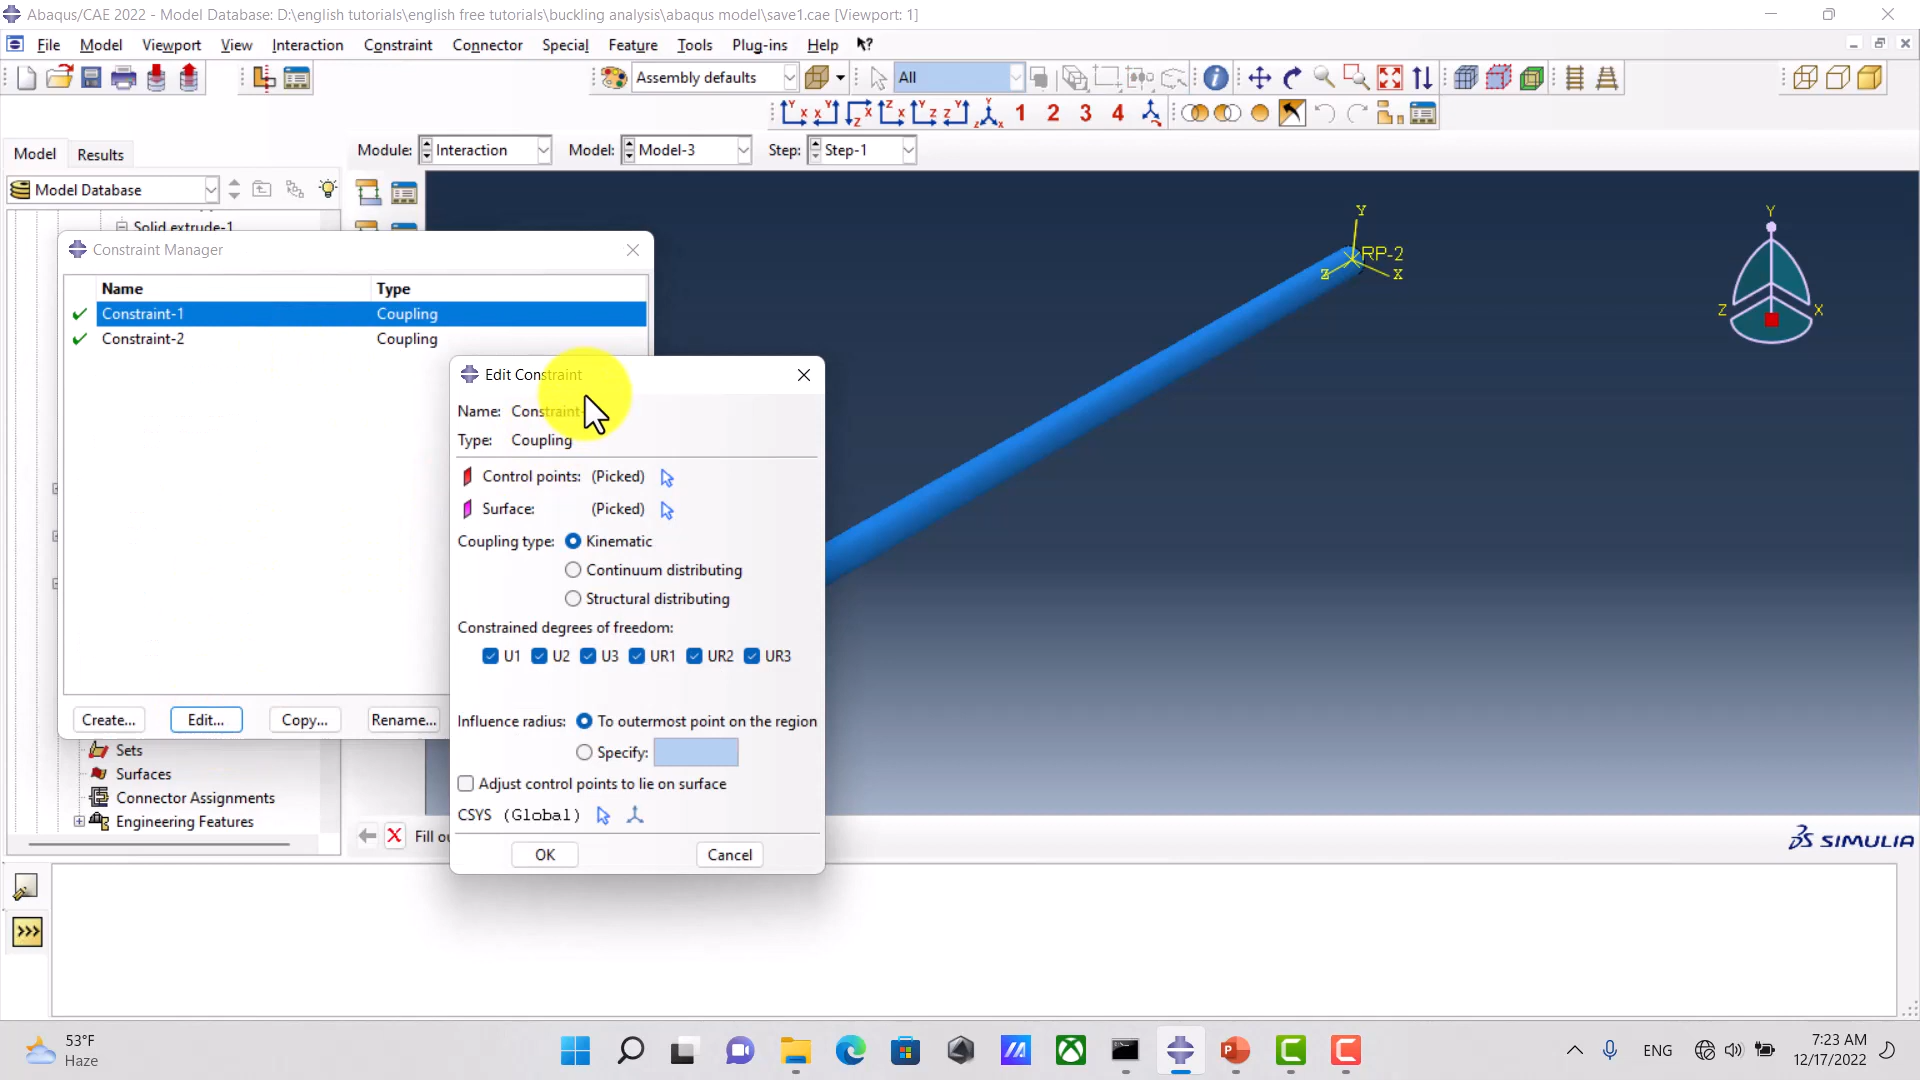 Abaqus/CAE 2022 - Model Database: D:\english tutorials\english free tutorials\buckling analysis\abaqus model\save1.cae [Viewport: 1]
File Model Viewport View Interaction Constraint Connector Special Feature Tools Plug-ins Help
Assembly defaults All
1 2 3 4
Model Results Module: Interaction Model: Model-3 Step: Step-1
Model Database
Solid extrude-1
Constraint Manager
Name Type
Constraint-1 Coupling
Constraint-2 Coupling
Create... Edit... Copy... Rename...
Edit Constraint
Name: Constraint-
Type: Coupling
Control points: (Picked)
Surface: (Picked)
Coupling type: Kinematic
Continuum distributing
Structural distributing
Constrained degrees of freedom:
U1 U2 U3 UR1 UR2 UR3
Influence radius: To outermost point on the region
Specify:
Adjust control points to lie on surface
CSYS (Global)
OK Cancel
Sets
Surfaces
Connector Assignments
Engineering Features
Y
RP-2
Z X
Y
Z X
SIMULIA
>>>
53°F
Haze
ENG
7:23 AM
12/17/2022